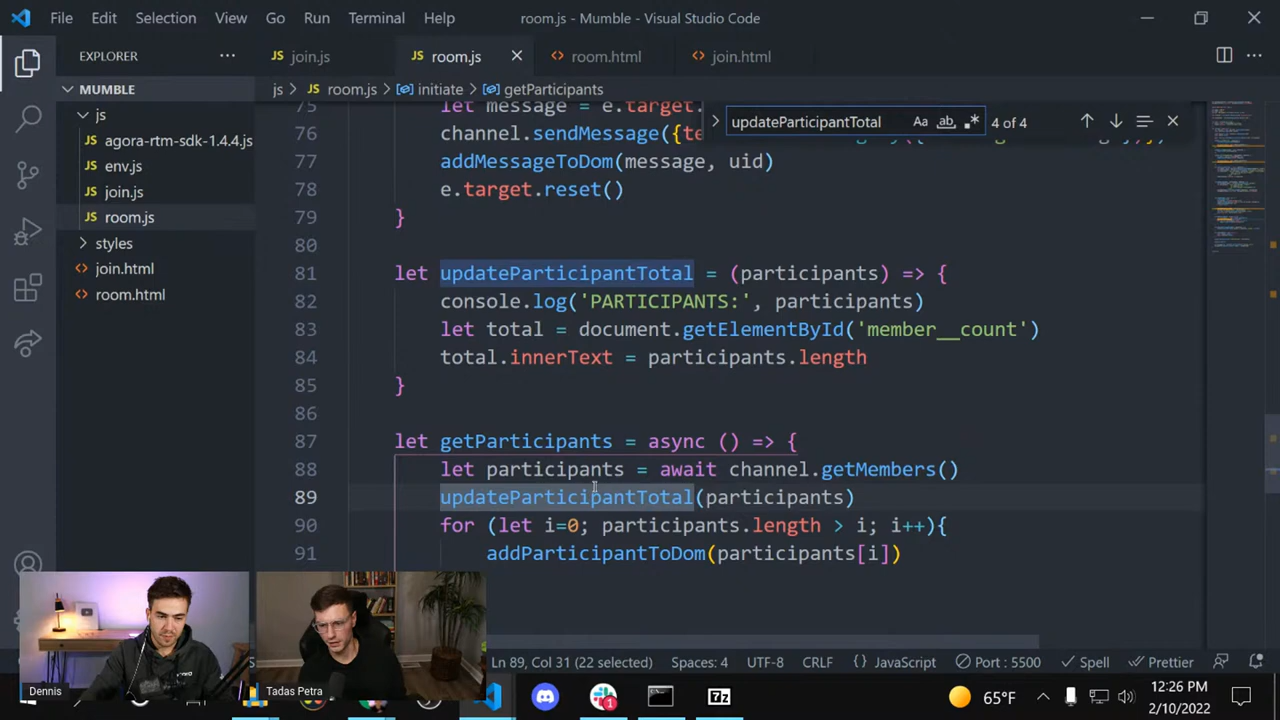 File Edit Selection View Go Run Terminal Help room.js - Mumble - Visual Studio Code
EXPLORER
MUMBLE
js
agora-rtm-sdk-1.4.4.js
env.js
join.js
room.js
styles
join.html
room.html
join.js room.js room.html join.html
js room.js initiate getParticipants
updateParticipantTotal Aa ab 4 of 4
75 let message = e.target.
76 channel.sendMessage({te
77 addMessageToDom(message, uid)
78 e.target.reset()
79 }
80
81 let updateParticipantTotal = (participants) => {
82 console.log('PARTICIPANTS:', participants)
83 let total = document.getElementById('member__count')
84 total.innerText = participants.length
85 }
86
87 let getParticipants = async () => {
88 let participants = await channel.getMembers()
89 updateParticipantTotal(participants)
90 for (let i=0; participants.length > i; i++){
91 addParticipantToDom(participants[i])
Dennis
Tadas Petra
Ln 89, Col 31 (22 selected) Spaces: 4 UTF-8 CRLF {} JavaScript Port : 5500 Spell Prettier
1
7z
65°F
12:26 PM
2/10/2022